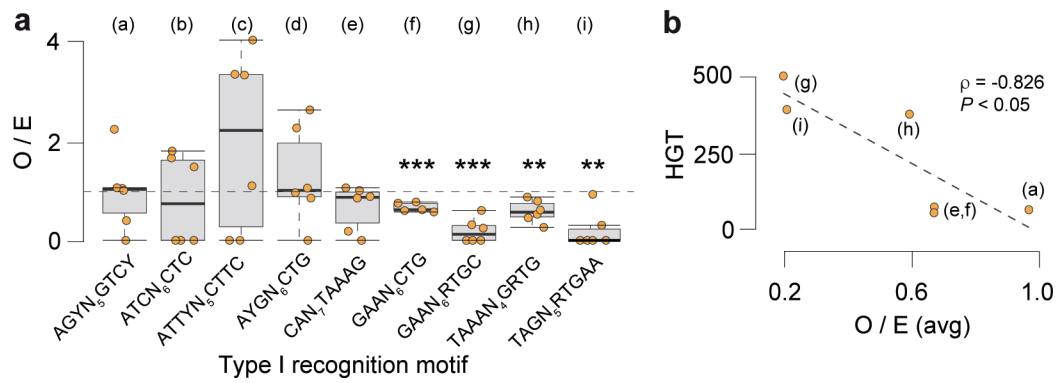 a
(a) (b) (c) (d) (e) (f) (g) (h) (i)
4
2
0
O / E
*** *** ** **
AGYN₅GTCY
ATCN₆CTC
ATTYN₅CTTC
AYGN₆CTG
CAN₇TAAAG
GAAN₆CTG
GAAN₆RTGC
TAAAN₄GRTG
TAGN₅RTGAA
Type I recognition motif
b
500
250
0
HGT
(g)
(i)
(h)
(e,f)
(a)
ρ = -0.826
P < 0.05
0.2 0.6 1.0
O / E (avg)